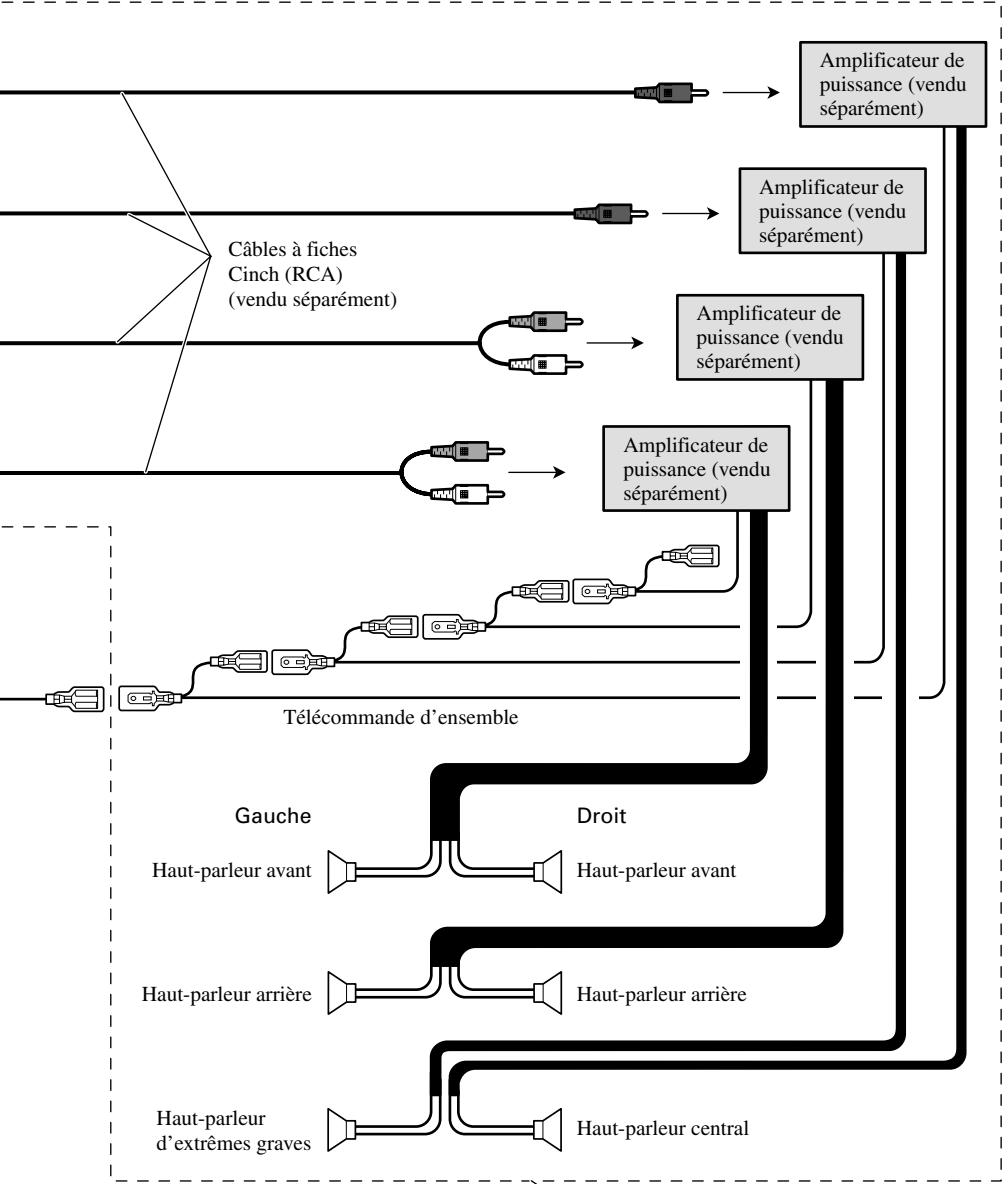 Amplificateur de
puissance (vendu
séparément)
Amplificateur de
puissance (vendu
séparément)
Câbles à fiches
Cinch (RCA)
(vendu séparément)
Amplificateur de
puissance (vendu
séparément)
Amplificateur de
puissance (vendu
séparément)
Télécommande d’ensemble
Gauche
Droit
Haut-parleur avant
Haut-parleur avant
Haut-parleur arrière
Haut-parleur arrière
Haut-parleur
d’extrêmes graves
Haut-parleur central